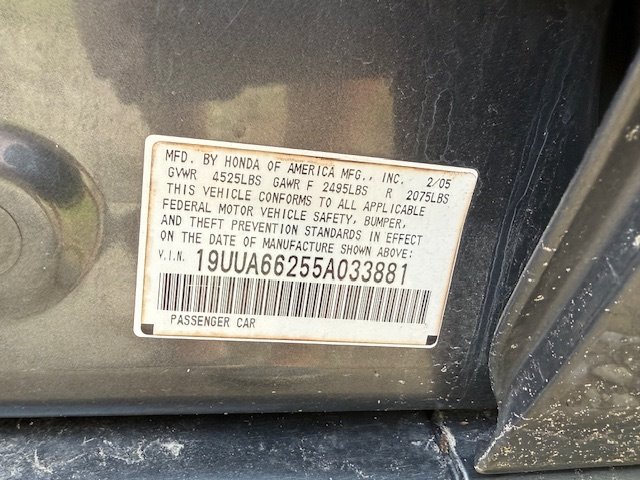 MFD. BY HONDA OF AMERICA MFG., INC. 2/05
GVWR 4525LBS GAWR F 2495LBS R 2075LBS
THIS VEHICLE CONFORMS TO ALL APPLICABLE
FEDERAL MOTOR VEHICLE SAFETY, BUMPER,
AND THEFT PREVENTION STANDARDS IN EFFECT
ON THE DATE OF MANUFACTURE SHOWN ABOVE:
V.I.N. 19UUA66255A033881
PASSENGER CAR